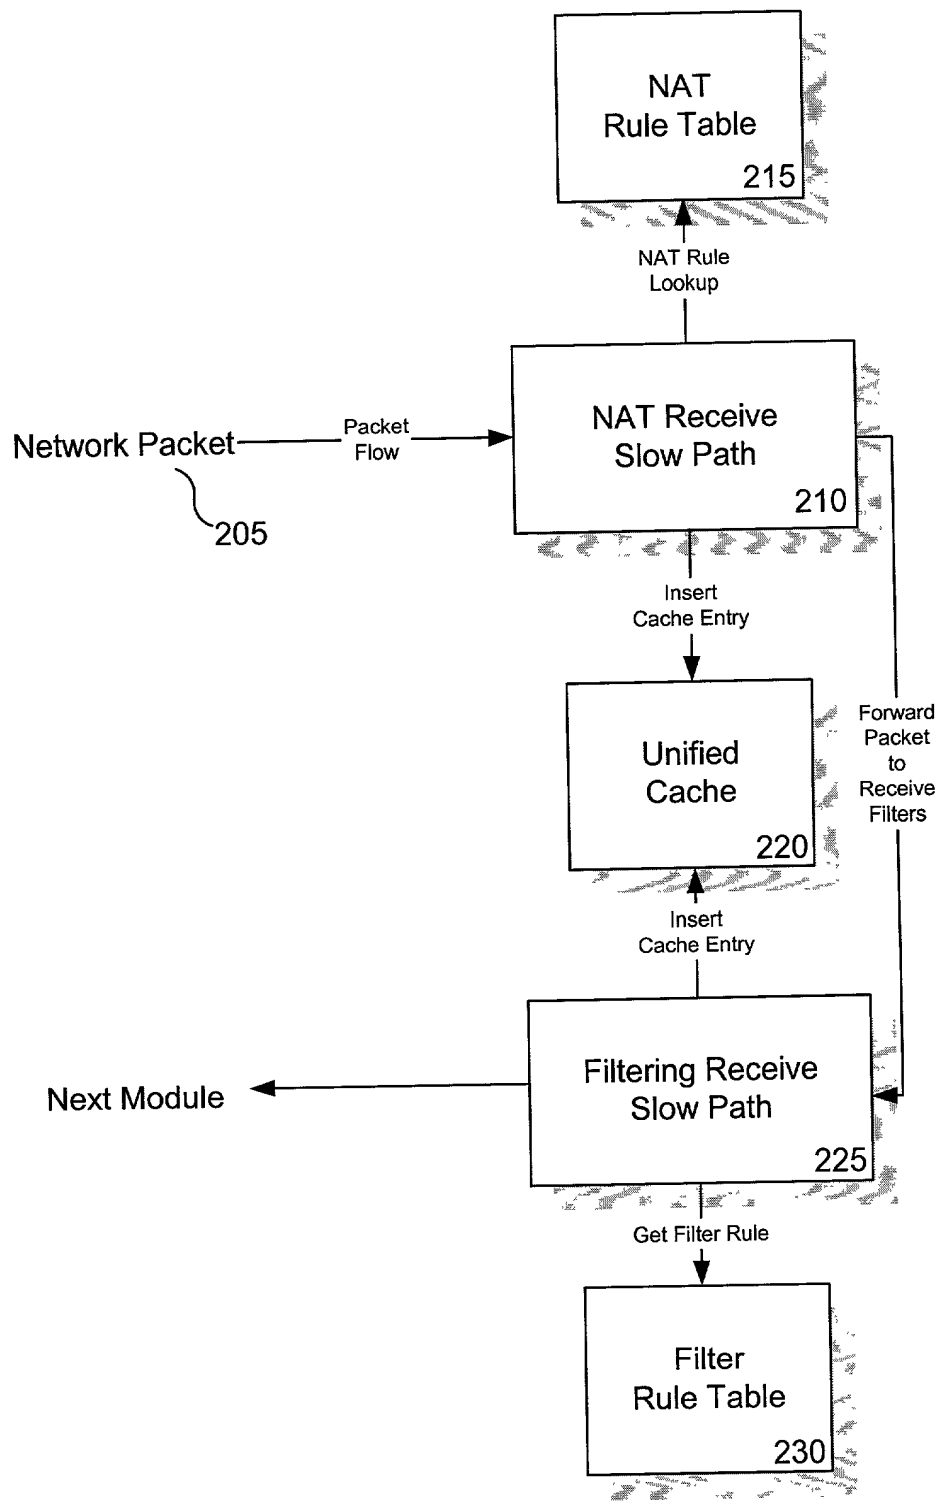 NAT
Rule Table
215
NAT Rule
Lookup
NAT Receive
Slow Path
210
Network Packet
Packet
Flow
205
Insert
Cache Entry
Unified
Cache
220
Forward
Packet
to
Receive
Filters
Insert
Cache Entry
Filtering Receive
Slow Path
225
Next Module
Get Filter Rule
Filter
Rule Table
230